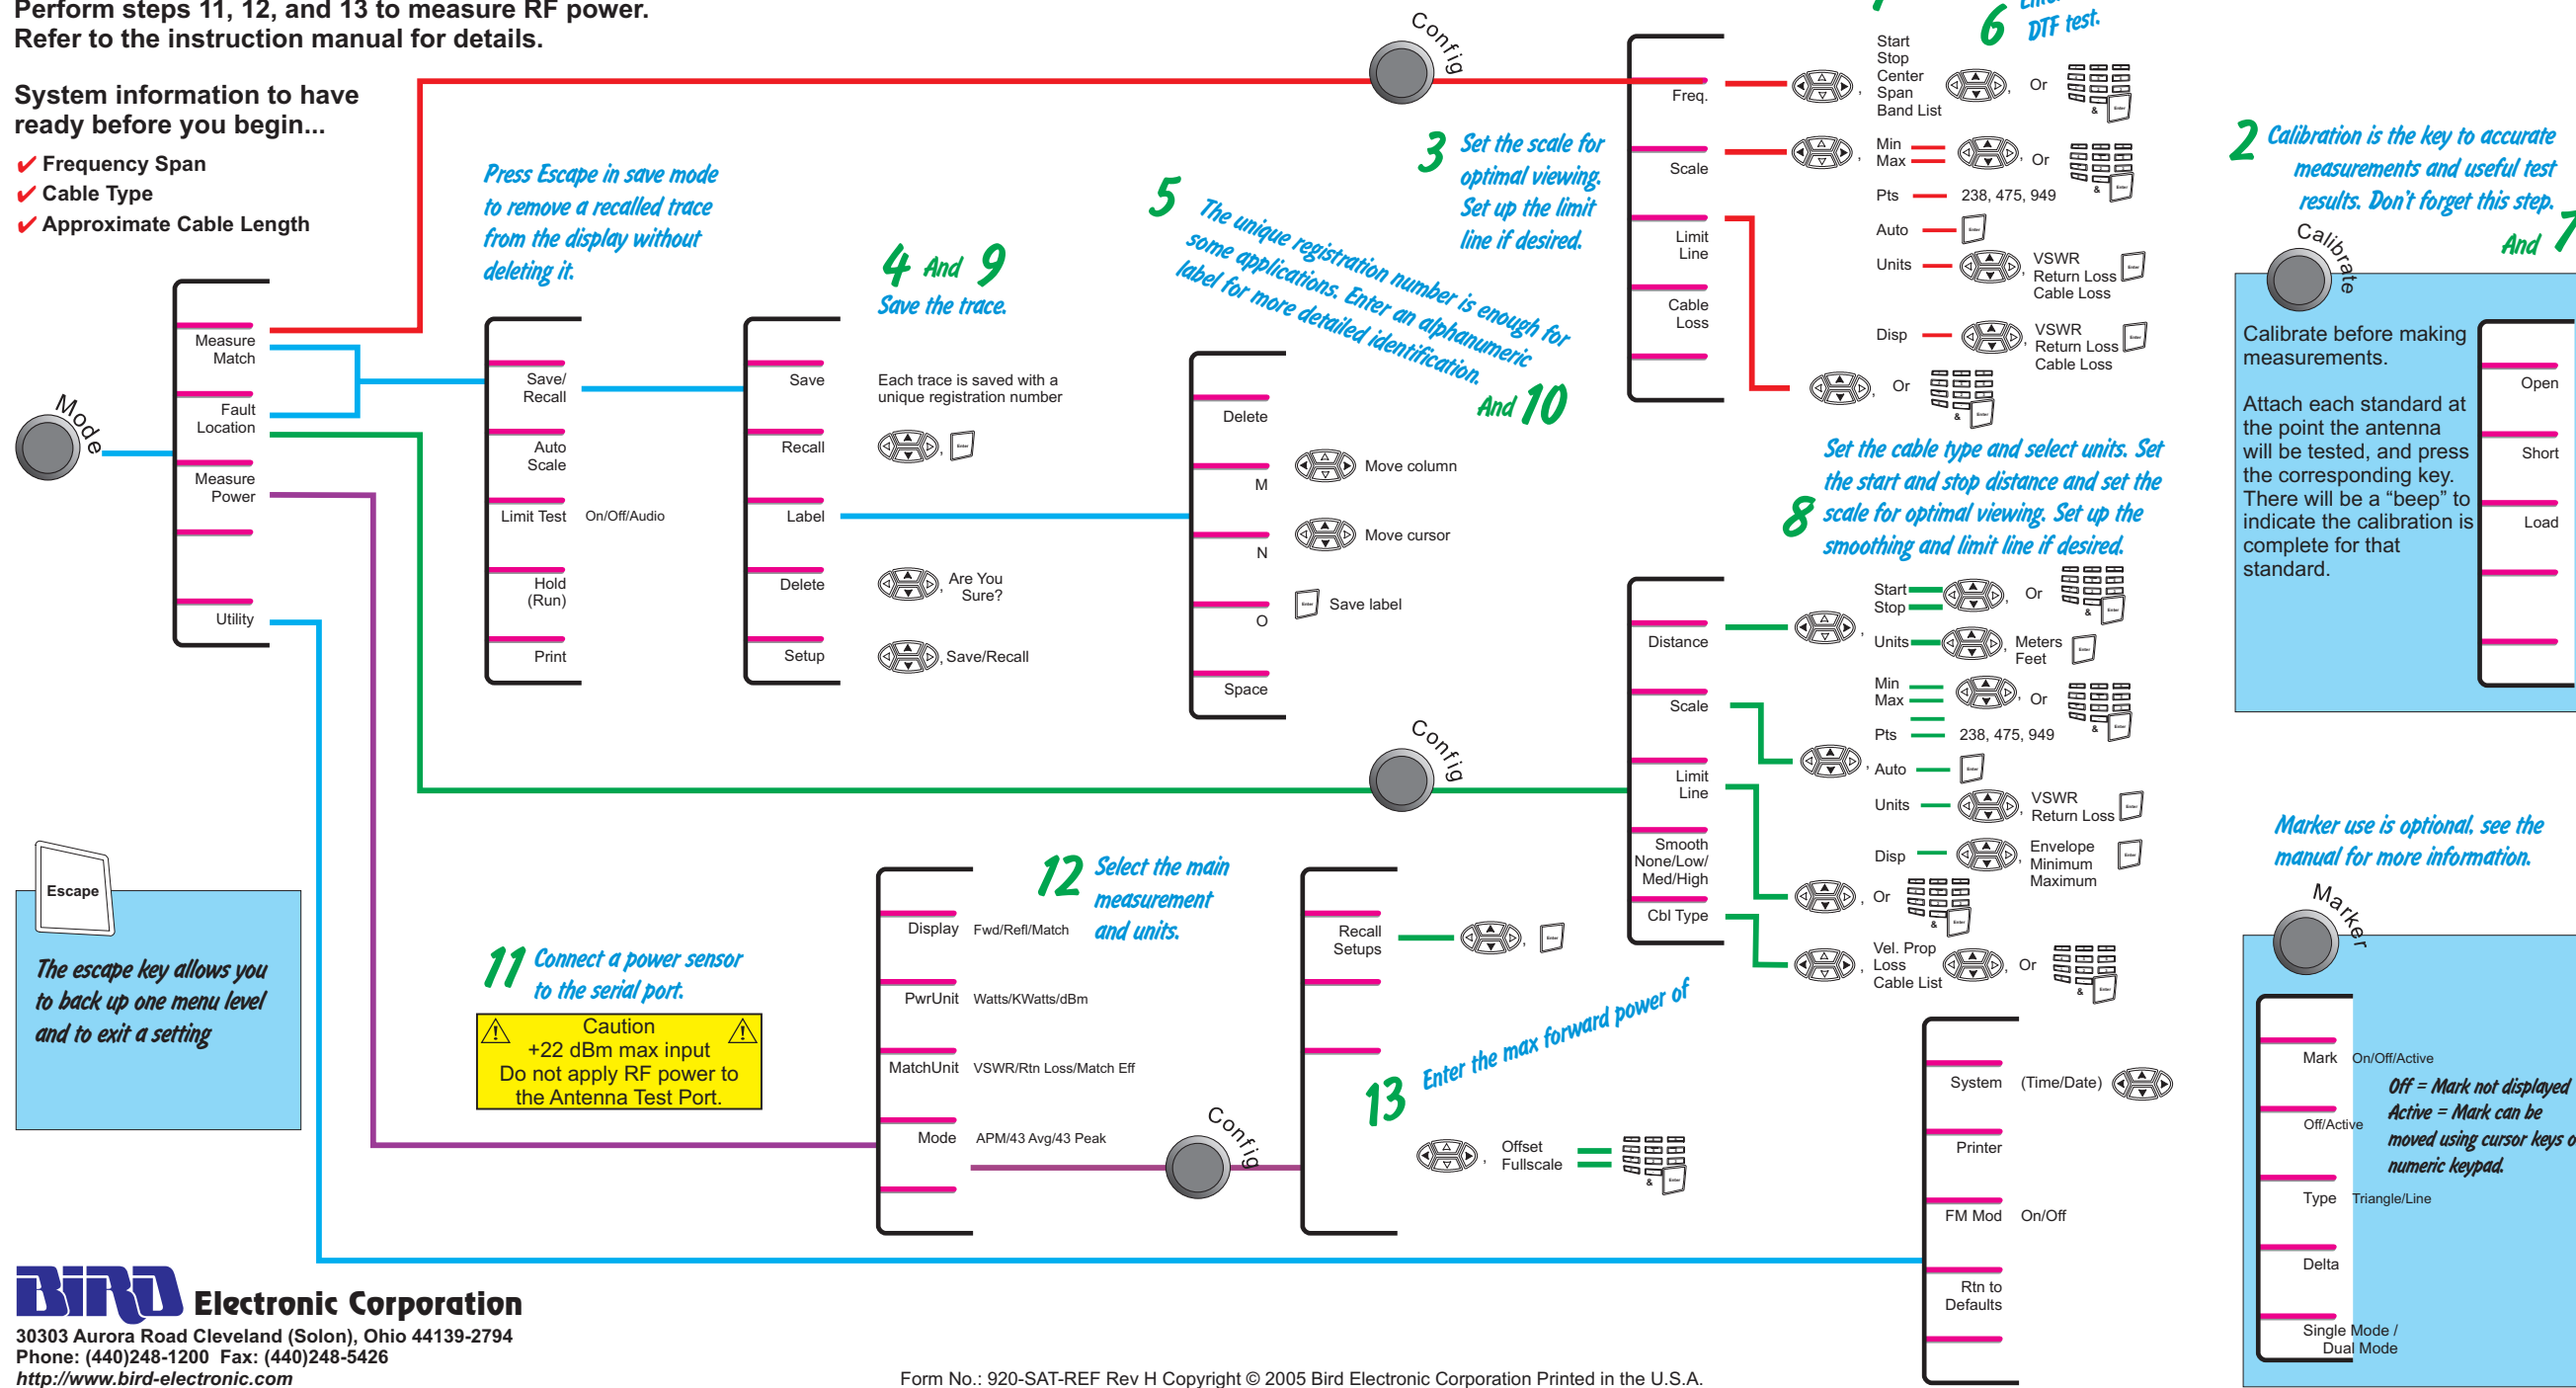 Perform steps 11, 12, and 13 to measure RF power.
Refer to the instruction manual for details.
System information to have
ready before you begin...
✔ Frequency Span
✔ Cable Type
✔ Approximate Cable Length
Mode
Measure
Match
Fault
Location
Measure
Power
Utility
Press Escape in save mode
to remove a recalled trace
from the display without
deleting it.
Save/
Recall
Auto
Scale
Limit Test On/Off/Audio
Hold
(Run)
Print
4 And 9
Save the trace.
Save
Each trace is saved with a
unique registration number
Recall
Label
Delete
Are You
Sure?
Setup
, Save/Recall
5 The unique registration number is enough for
some applications. Enter an alphanumeric
label for more detailed identification.
And 10
Delete
M
Move column
N
Move cursor
O
Enter Save label
Space
Config
3 Set the scale for
optimal viewing.
Set up the limit
line if desired.
Freq.
Scale
Limit
Line
Cable
Loss
6
DTF test.
Start
Stop
Center
Span
Band List
Or
& Enter
Min
Max
Or
& Enter
Pts 238, 475, 949
Auto Enter
Units
VSWR
Return Loss
Cable Loss
Enter
Disp
VSWR
Return Loss
Cable Loss
Enter
Or
& Enter
2 Calibration is the key to accurate
measurements and useful test
results. Don't forget this step.
And 7
Calibrate
Calibrate before making
measurements.
Attach each standard at
the point the antenna
will be tested, and press
the corresponding key.
There will be a “beep” to
indicate the calibration is
complete for that
standard.
Open
Short
Load
8 Set the cable type and select units. Set
the start and stop distance and set the
scale for optimal viewing. Set up the
smoothing and limit line if desired.
Config
Distance
Scale
Limit
Line
Smooth
None/Low/
Med/High
Cbl Type
Start
Stop
Or
& Enter
Units
Meters
Feet
Enter
Min
Max
Or
& Enter
Pts 238, 475, 949
Auto Enter
Units
VSWR
Return Loss
Enter
Disp
Envelope
Minimum
Maximum
Enter
Or
& Enter
Vel. Prop
Loss
Cable List
Or
& Enter
Escape
The escape key allows you
to back up one menu level
and to exit a setting
11 Connect a power sensor
to the serial port.
Caution
+22 dBm max input
Do not apply RF power to
the Antenna Test Port.
12 Select the main
measurement
and units.
Display Fwd/Refl/Match
PwrUnit Watts/KWatts/dBm
MatchUnit VSWR/Rtn Loss/Match Eff
Mode APM/43 Avg/43 Peak
Config
Recall
Setups
Enter
13 Enter the max forward power of
Offset
Fullscale
& Enter
System (Time/Date)
Printer
FM Mod On/Off
Rtn to
Defaults
Marker use is optional, see the
manual for more information.
Marker
Mark On/Off/Active
Off = Mark not displayed
Active = Mark can be
moved using cursor keys
numeric keypad.
Off/Active
Type Triangle/Line
Delta
Single Mode /
Dual Mode
BIRD Electronic Corporation
30303 Aurora Road Cleveland (Solon), Ohio 44139-2794
Phone: (440)248-1200 Fax: (440)248-5426
http://www.bird-electronic.com
Form No.: 920-SAT-REF Rev H Copyright © 2005 Bird Electronic Corporation Printed in the U.S.A.